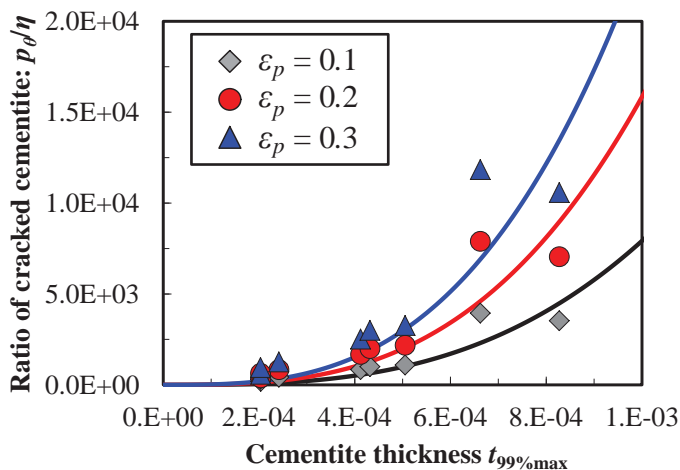 Ratio of cracked cementite: pθ/η
2.0E+04
1.5E+04
1.0E+04
5.0E+03
0.0E+00
εp = 0.1
εp = 0.2
εp = 0.3
0.E+00 2.E-04 4.E-04 6.E-04 8.E-04 1.E-03
Cementite thickness t99%max